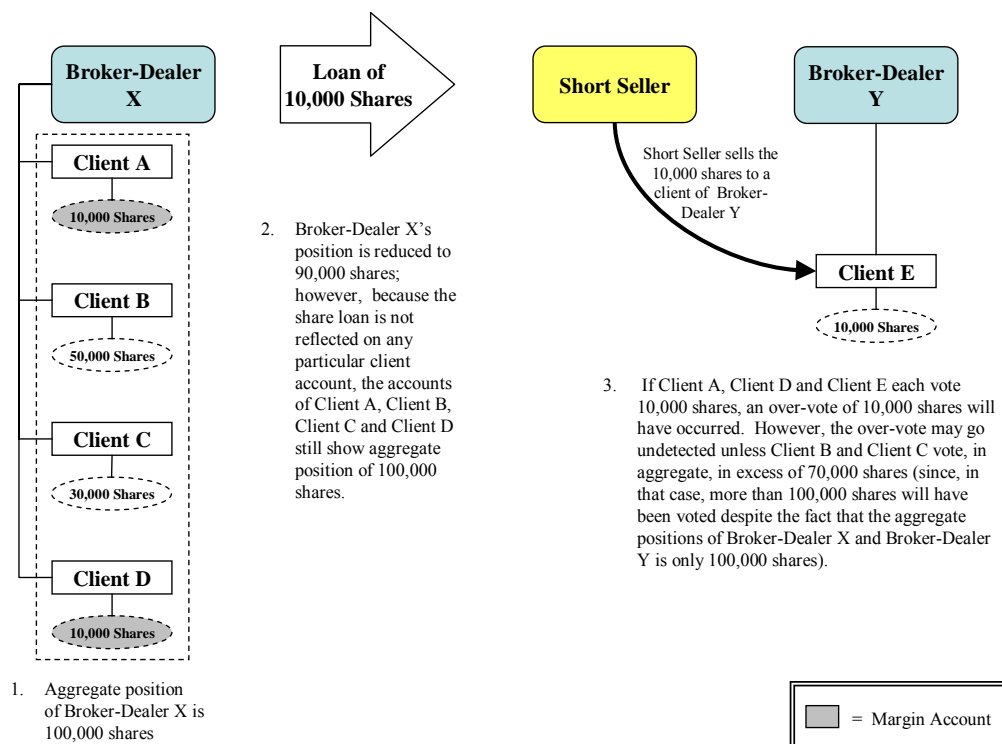 Broker-Dealer
X
Loan of
10,000 Shares
Short Seller
Broker-Dealer
Y
Client A
10,000 Shares
Client B
50,000 Shares
Client C
30,000 Shares
Client D
10,000 Shares
1. Aggregate position
of Broker-Dealer X is
100,000 shares
2. Broker-Dealer X’s
position is reduced to
90,000 shares;
however, because the
share loan is not
reflected on any
particular client
account, the accounts
of Client A, Client B,
Client C and Client D
still show aggregate
position of 100,000
shares.
Short Seller sells the
10,000 shares to a
client of Broker-
Dealer Y
Client E
10,000 Shares
3. If Client A, Client D and Client E each vote
10,000 shares, an over-vote of 10,000 shares will
have occurred. However, the over-vote may go
undetected unless Client B and Client C vote, in
aggregate, in excess of 70,000 shares (since, in
that case, more than 100,000 shares will have
been voted despite the fact that the aggregate
positions of Broker-Dealer X and Broker-Dealer
Y is only 100,000 shares).
= Margin Account